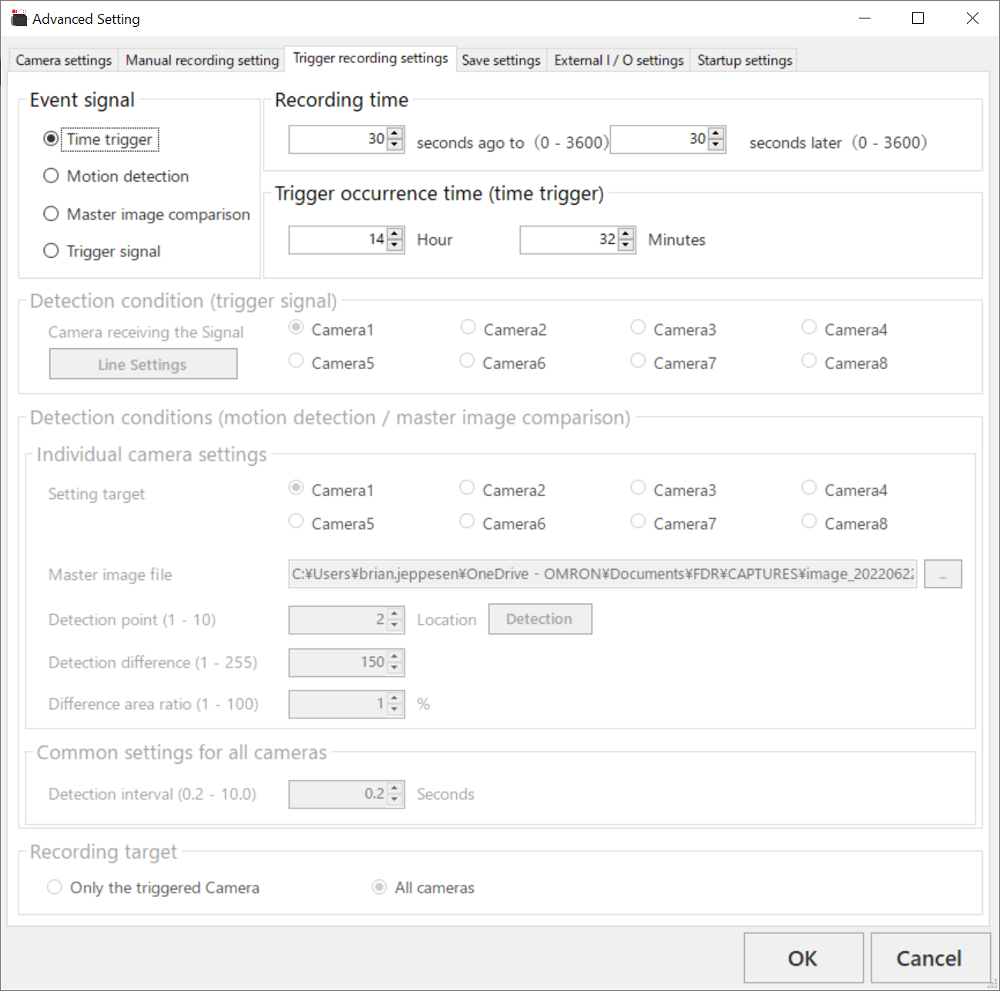 Advanced Setting
Camera settings
Manual recording setting
Trigger recording settings
Save settings
External I / O settings
Startup settings
Event signal
Time trigger
Motion detection
Master image comparison
Trigger signal
Recording time
30 seconds ago to (0 - 3600) 30 seconds later (0 - 3600)
Trigger occurrence time (time trigger)
14 Hour 32 Minutes
Detection condition (trigger signal)
Camera receiving the Signal
Line Settings
Camera1 Camera2 Camera3 Camera4
Camera5 Camera6 Camera7 Camera8
Detection conditions (motion detection / master image comparison)
Individual camera settings
Setting target
Camera1 Camera2 Camera3 Camera4
Camera5 Camera6 Camera7 Camera8
Master image file C:¥Users¥brian.jeppesen¥OneDrive - OMRON¥Documents¥FDR¥CAPTURES¥image_20220622 ...
Detection point (1 - 10) 2 Location Detection
Detection difference (1 - 255) 150
Difference area ratio (1 - 100) 1 %
Common settings for all cameras
Detection interval (0.2 - 10.0) 0.2 Seconds
Recording target
Only the triggered Camera All cameras
OK Cancel